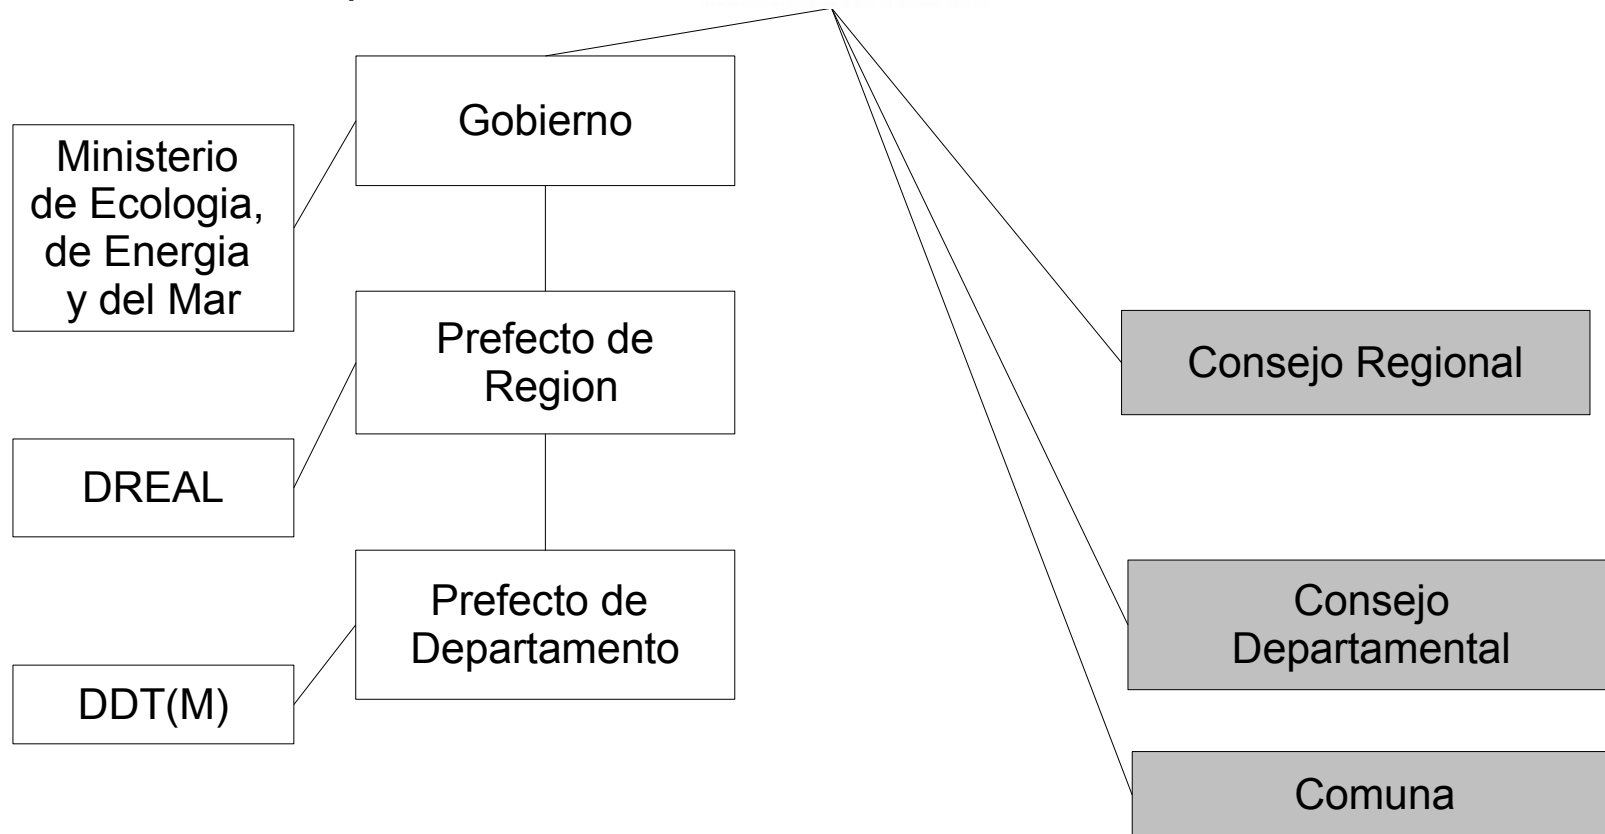 Gobierno
Ministerio
de Ecologia,
de Energia
y del Mar
Prefecto de
Region
Consejo Regional
DREAL
Prefecto de
Departamento
Consejo
Departamental
DDT(M)
Comuna